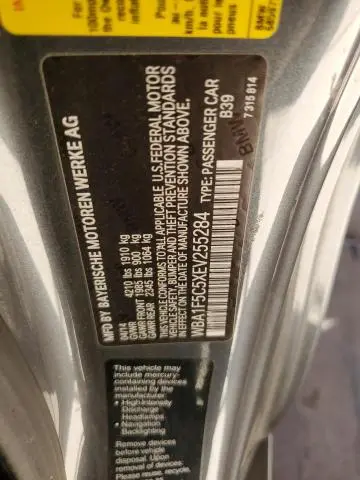 MFD BY BAYERISCHE MOTOREN WERKE AG
04/14
GVWR 4210 lbs 1910 kg
GAWR FRONT 1985 lbs 900 kg
GAWR REAR 2345 lbs 1064 kg
THIS VEHICLE CONFORMS TO ALL APPLICABLE U.S.FEDERAL MOTOR
VEHICLE SAFETY, BUMPER AND THEFT PREVENTION STANDARDS
IN EFFECT ON THE DATE OF MANUFACTURE SHOWN ABOVE.
WBA1F5C5XEV255284 TYPE: PASSENGER CAR
B39
7 315 814
This vehicle may
include mercury-
containing devices
installed by the
manufacturer:
• High-Intensity
Discharge
Headlamps
• Navigation
Backlighting
Remove devices
before vehicle
disposal. Upon
removal of devices
please reuse, recycle
BMW